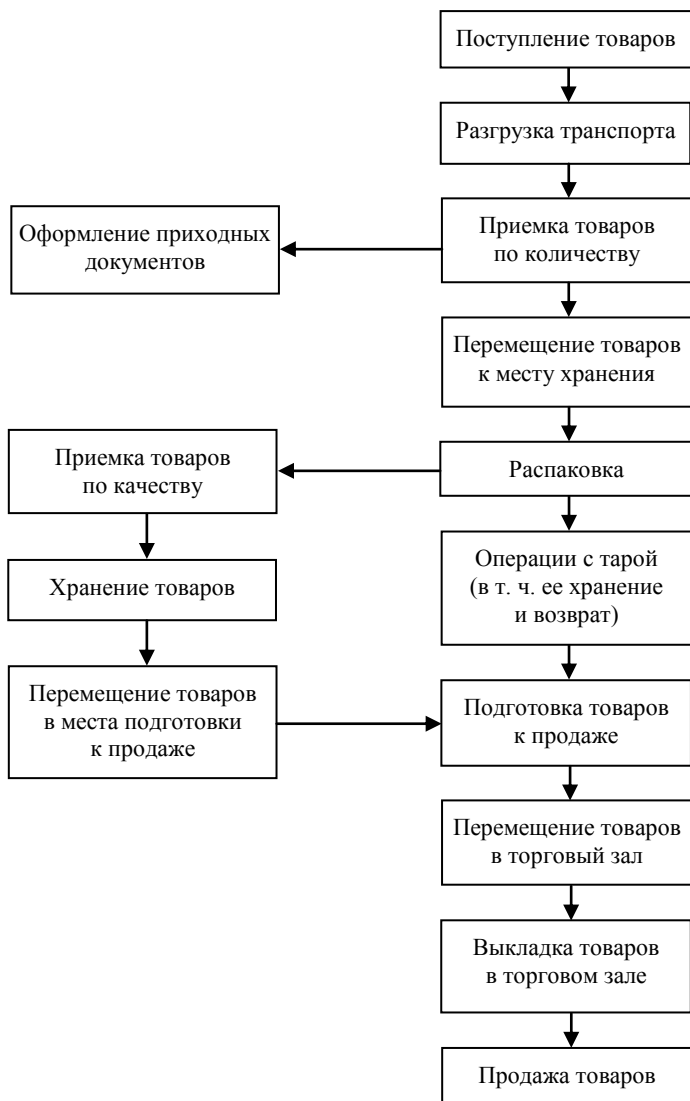 Поступление товаров
Разгрузка транспорта
Приемка товаров
по количеству
Оформление приходных
документов
Перемещение товаров
к месту хранения
Распаковка
Приемка товаров
по качеству
Хранение товаров
Операции с тарой
(в т. ч. ее хранение
и возврат)
Перемещение товаров
в места подготовки
к продаже
Подготовка товаров
к продаже
Перемещение товаров
в торговый зал
Выкладка товаров
в торговом зале
Продажа товаров